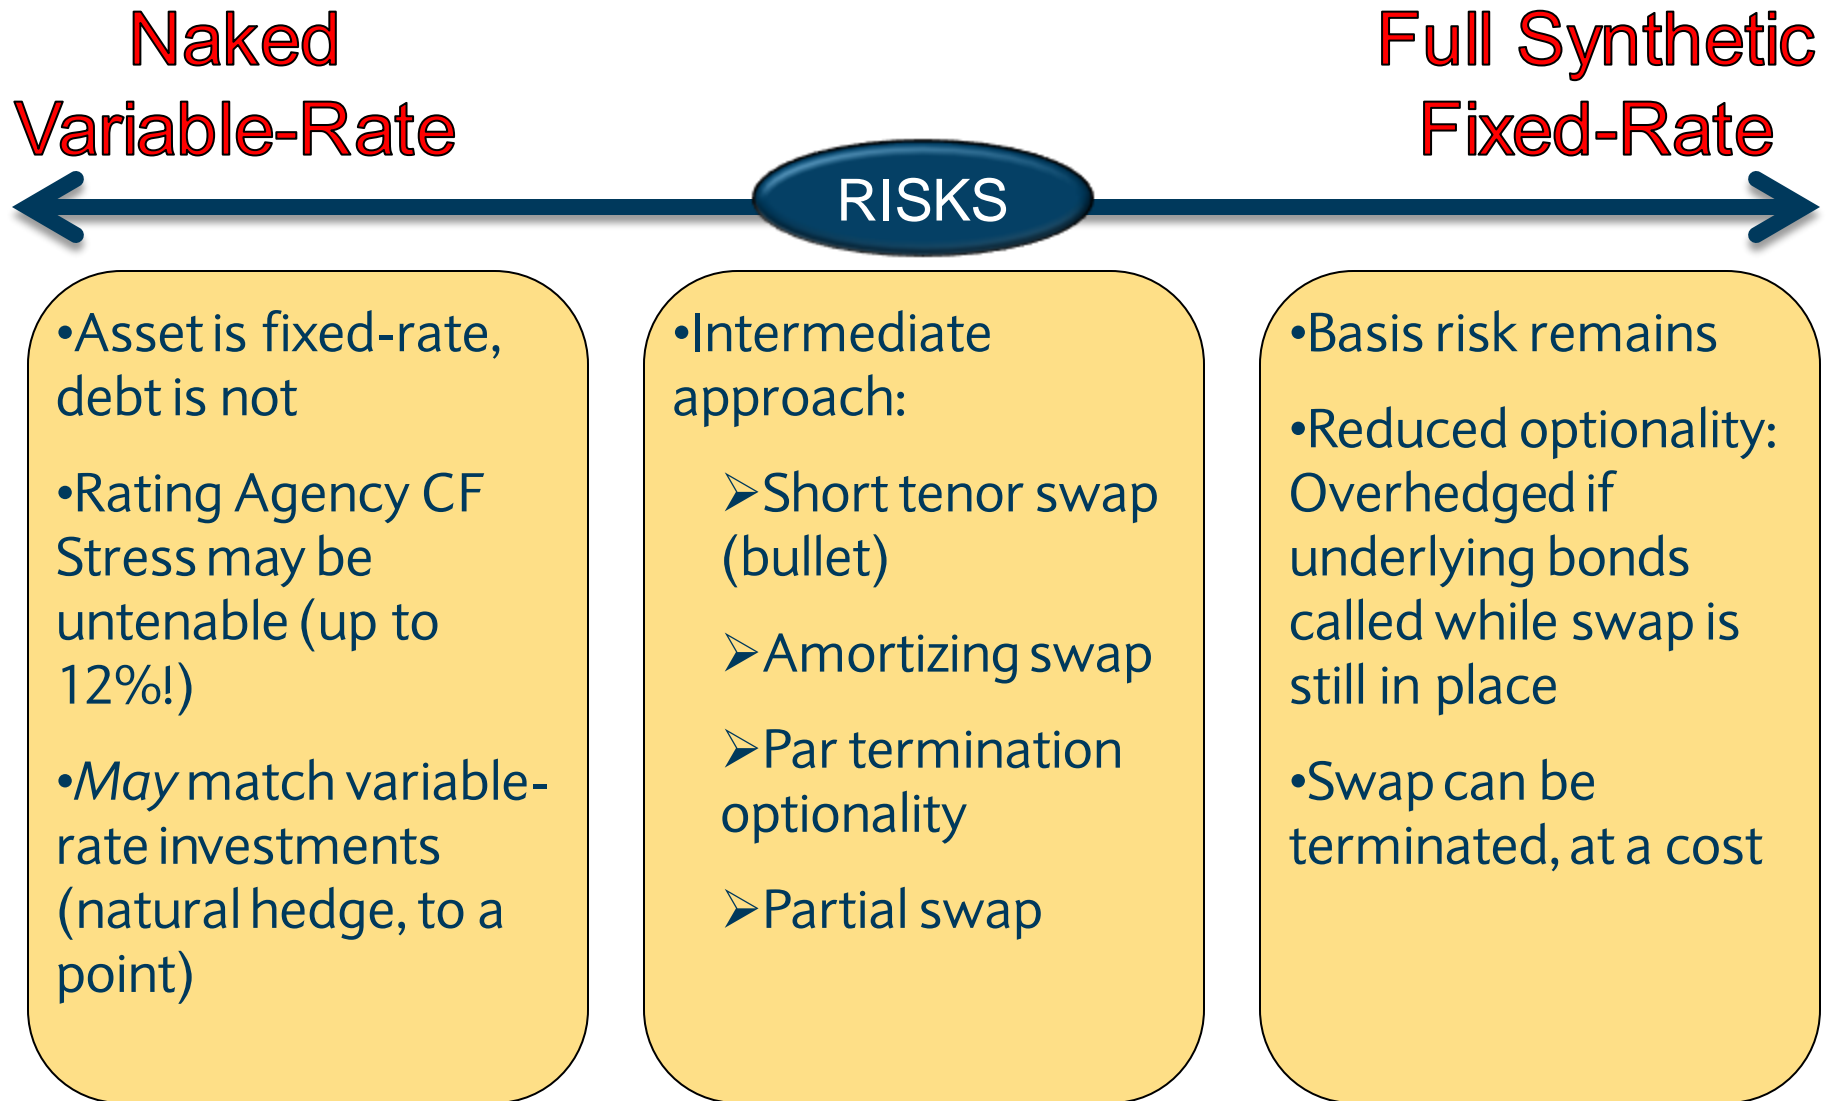 Naked
Variable-Rate
Full Synthetic
Fixed-Rate
RISKS
•Asset is fixed-rate,
debt is not
•Rating Agency CF
Stress may be
untenable (up to
12%!)
•May match variable-
rate investments
(natural hedge, to a
point)
•Intermediate
approach:
➢Short tenor swap
(bullet)
➢Amortizing swap
➢Par termination
optionality
➢Partial swap
•Basis risk remains
•Reduced optionality:
Overhedged if
underlying bonds
called while swap is
still in place
•Swap can be
terminated, at a cost